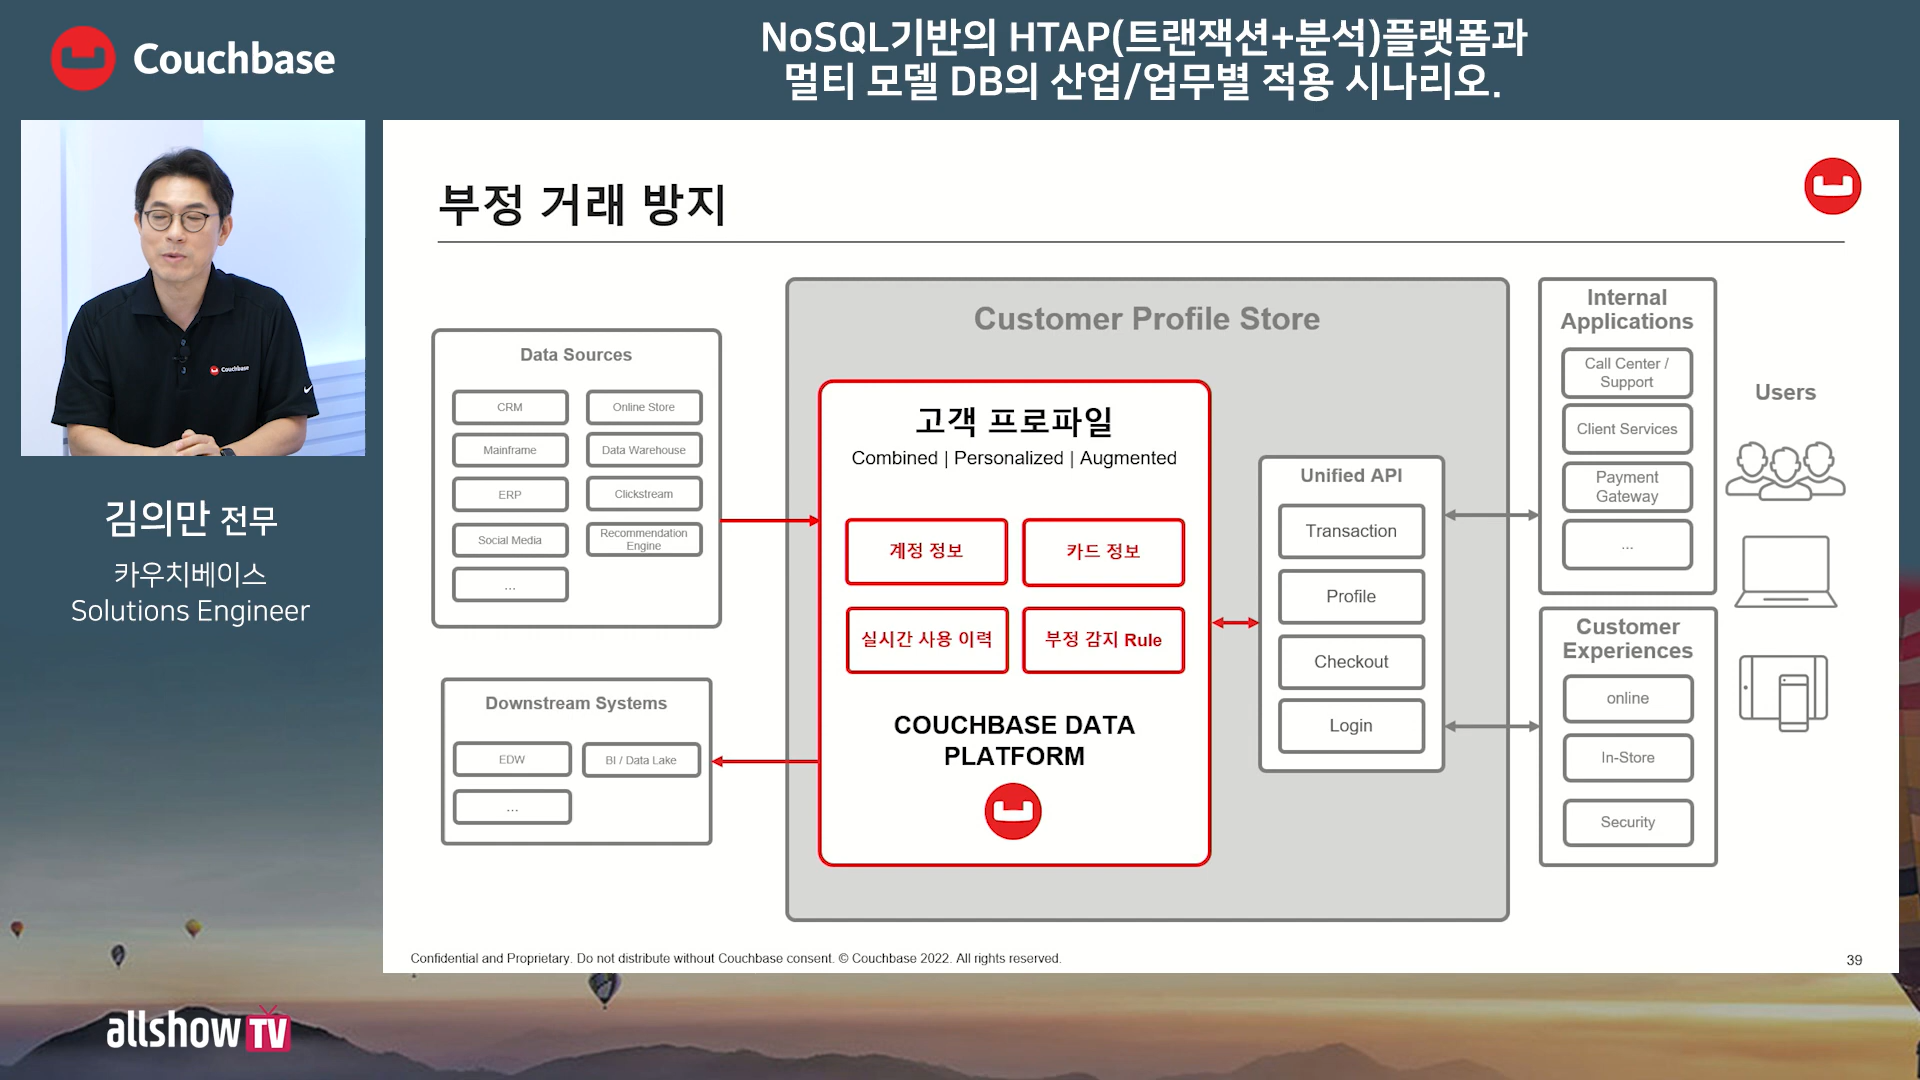 Couchbase
NoSQL기반의 HTAP(트랜잭션+분석)플랫폼과
멀티 모델 DB의 산업/업무별 적용 시나리오.
Couchbase
김의만 전무
카우치베이스
Solutions Engineer
부정 거래 방지
Data Sources
CRM
Online Store
Mainframe
Data Warehouse
ERP
Clickstream
Social Media
Recommendation
Engine
...
Downstream Systems
EDW
BI / Data Lake
...
Customer Profile Store
고객 프로파일
Combined | Personalized | Augmented
계정 정보
카드 정보
실시간 사용 이력
부정 감지 Rule
COUCHBASE DATA
PLATFORM
Unified API
Transaction
Profile
Checkout
Login
Internal
Applications
Call Center /
Support
Client Services
Payment
Gateway
...
Customer
Experiences
online
In-Store
Security
Users
Confidential and Proprietary. Do not distribute without Couchbase consent. © Couchbase 2022. All rights reserved.
39
allshow TV